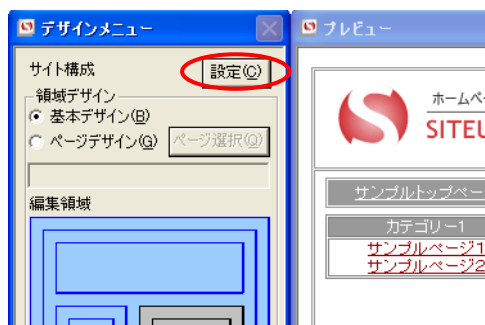 デザインメニュー
サイト構成
設定(C)
領域デザイン
基本デザイン(B)
ページデザイン(G)
ページ選択(Q)
編集領域
プレビュー
ホームペー
SITEU
サンプルトップペー
カテゴリー1
サンプルページ1
サンプルページ2